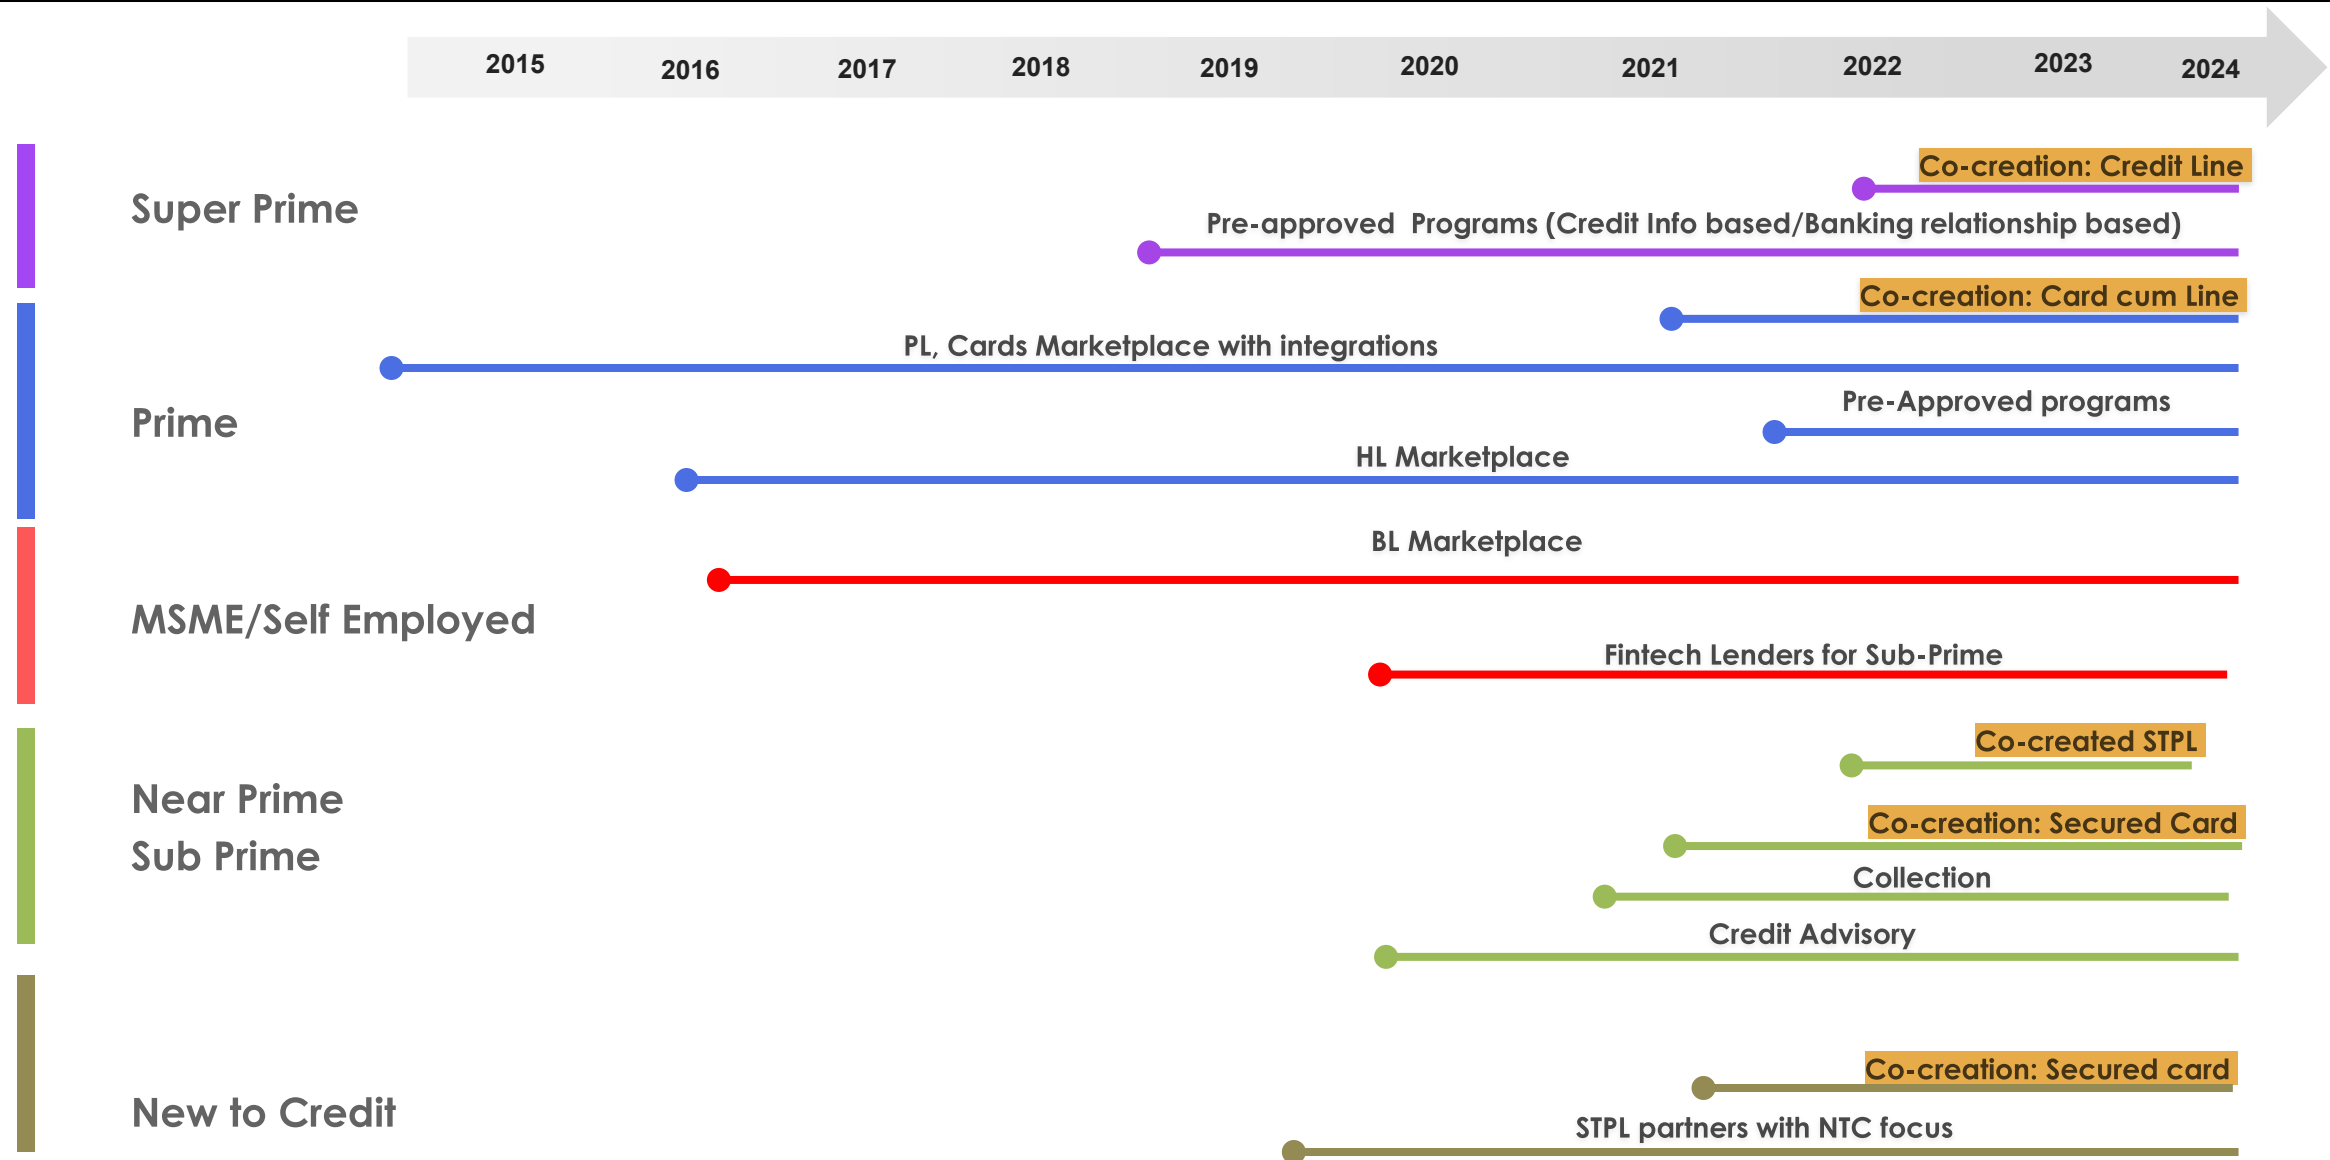 2015 2016 2017 2018 2019 2020 2021 2022 2023 2024
Co-creation: Credit Line
Super Prime
Pre-approved Programs (Credit Info based/Banking relationship based)
Co-creation: Card cum Line
PL, Cards Marketplace with integrations
Pre-Approved programs
Prime
HL Marketplace
BL Marketplace
MSME/Self Employed
Fintech Lenders for Sub-Prime
Co-created STPL
Near Prime
Co-creation: Secured Card
Sub Prime
Collection
Credit Advisory
Co-creation: Secured card
New to Credit
STPL partners with NTC focus